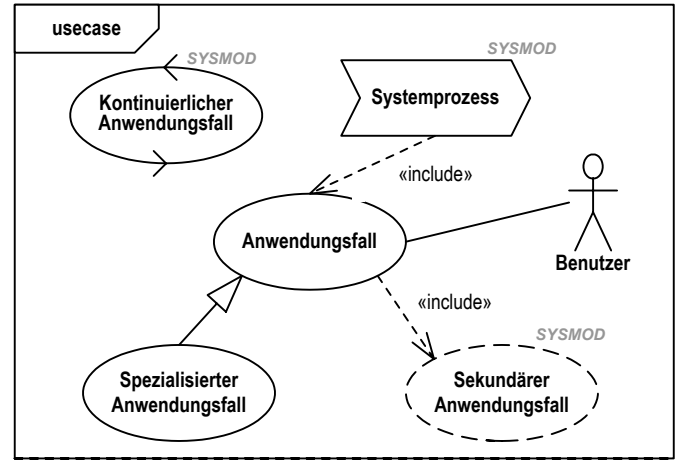 usecase
SYSMOD
Kontinuierlicher
Anwendungsfall
SYSMOD
Systemprozess
«include»
Anwendungsfall
Benutzer
«include»
SYSMOD
Spezialisierter
Anwendungsfall
Sekundärer
Anwendungsfall